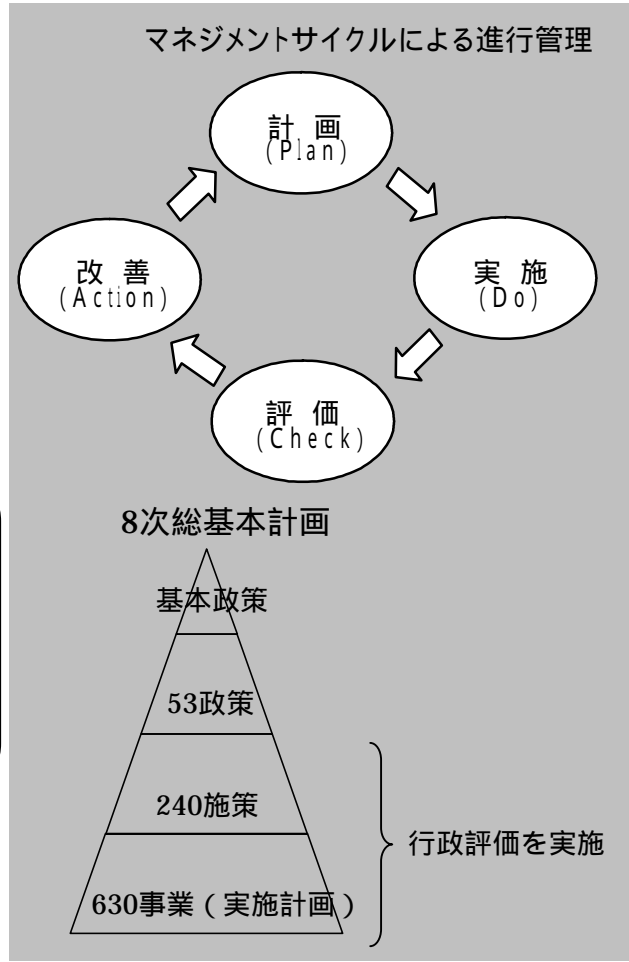 マネジメントサイクルによる進行管理
計 画
(Plan)
改 善
(Action)
実 施
(Do)
評 価
(Check)
8次総基本計画
基本政策
53政策
240施策
行政評価を実施
630事業（実施計画）